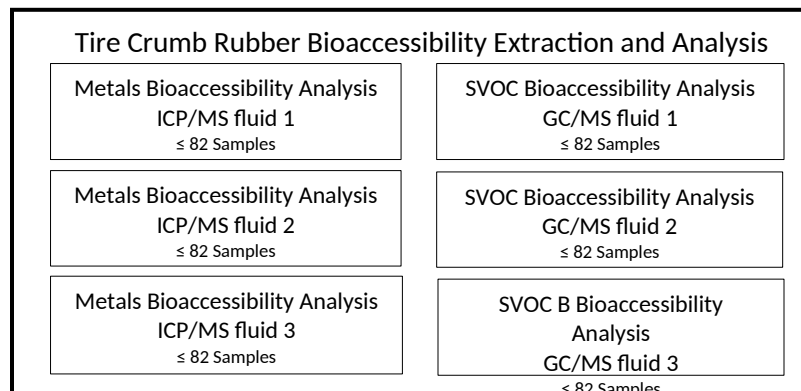 Tire Crumb Rubber Bioaccessibility Extraction and Analysis
Metals Bioaccessibility Analysis
ICP/MS fluid 1
≤ 82 Samples
SVOC Bioaccessibility Analysis
GC/MS fluid 1
≤ 82 Samples
Metals Bioaccessibility Analysis
ICP/MS fluid 2
≤ 82 Samples
SVOC Bioaccessibility Analysis
GC/MS fluid 2
≤ 82 Samples
Metals Bioaccessibility Analysis
ICP/MS fluid 3
≤ 82 Samples
SVOC B Bioaccessibility
Analysis
GC/MS fluid 3
≤ 82 Samples